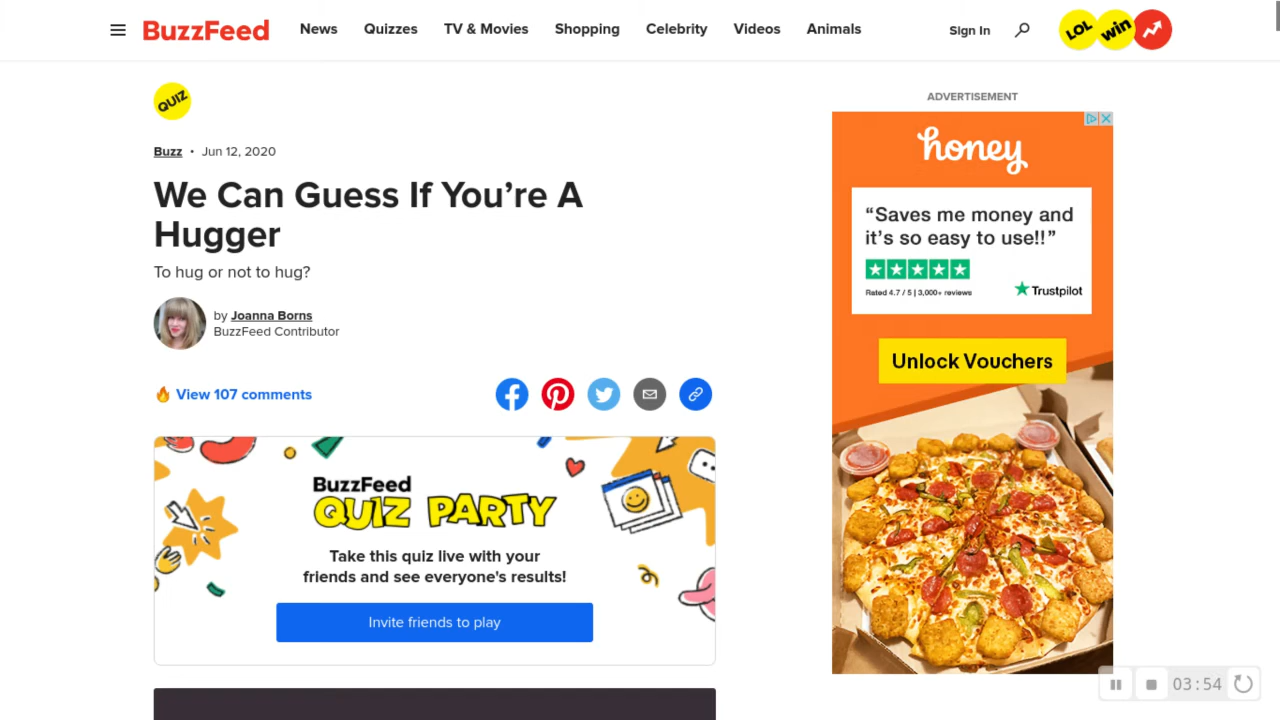 BuzzFeed
News
Quizzes
TV & Movies
Shopping
Celebrity
Videos
Animals
Sign In
LOL
win
QUIZ
Buzz • Jun 12, 2020
We Can Guess If You’re A
Hugger
To hug or not to hug?
by Joanna Borns
BuzzFeed Contributor
View 107 comments
BuzzFeed
QUIZ PARTY
Take this quiz live with your
friends and see everyone's results!
Invite friends to play
ADVERTISEMENT
honey
“Saves me money and
it’s so easy to use!!”
Rated 4.7 / 5 | 3,000+ reviews
Trustpilot
Unlock Vouchers
03:54